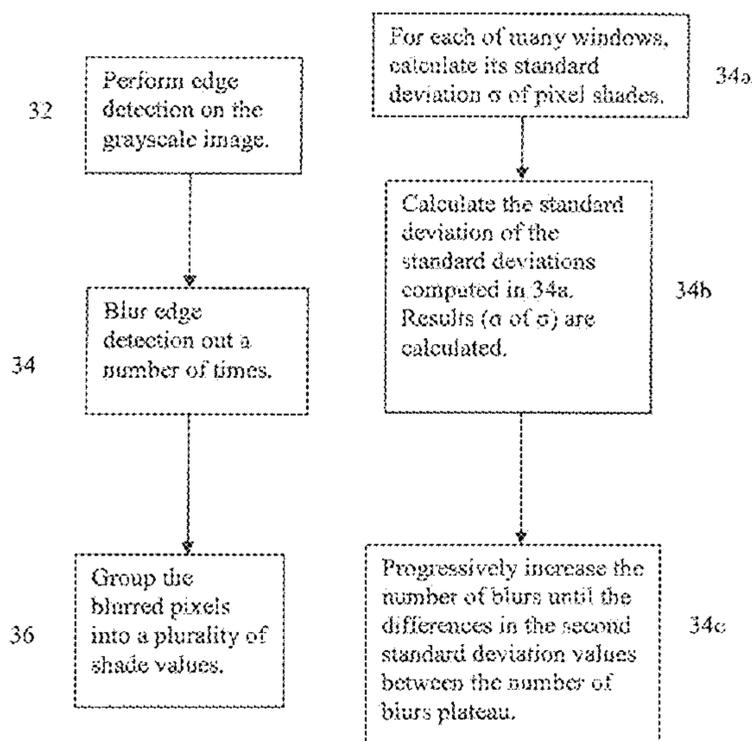 32
Perform edge
detection on the
grayscale image.
34
Blur edge
detection out a
number of times.
36
Group the
blurred pixels
into a plurality of
shade values.
For each of many windows,
calculate its standard
deviation σ of pixel shades.
34a
Calculate the standard
deviation of the
standard deviations
computed in 34a.
Results (σ of σ) are
calculated.
34b
Progressively increase the
number of blurs until the
differences in the second
standard deviation values
between the number of
blurs plateau.
34c